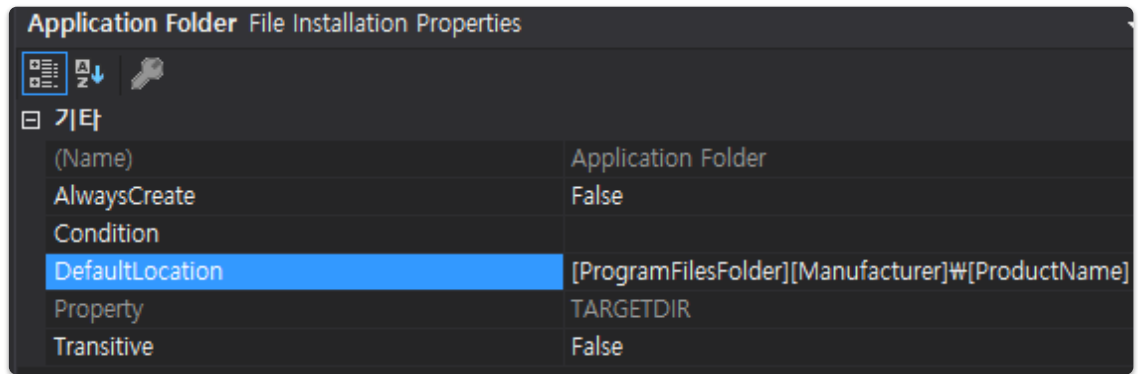 Application Folder File Installation Properties
기타
(Name) Application Folder
AlwaysCreate False
Condition
DefaultLocation [ProgramFilesFolder][Manufacturer]₩[ProductName]
Property TARGETDIR
Transitive False